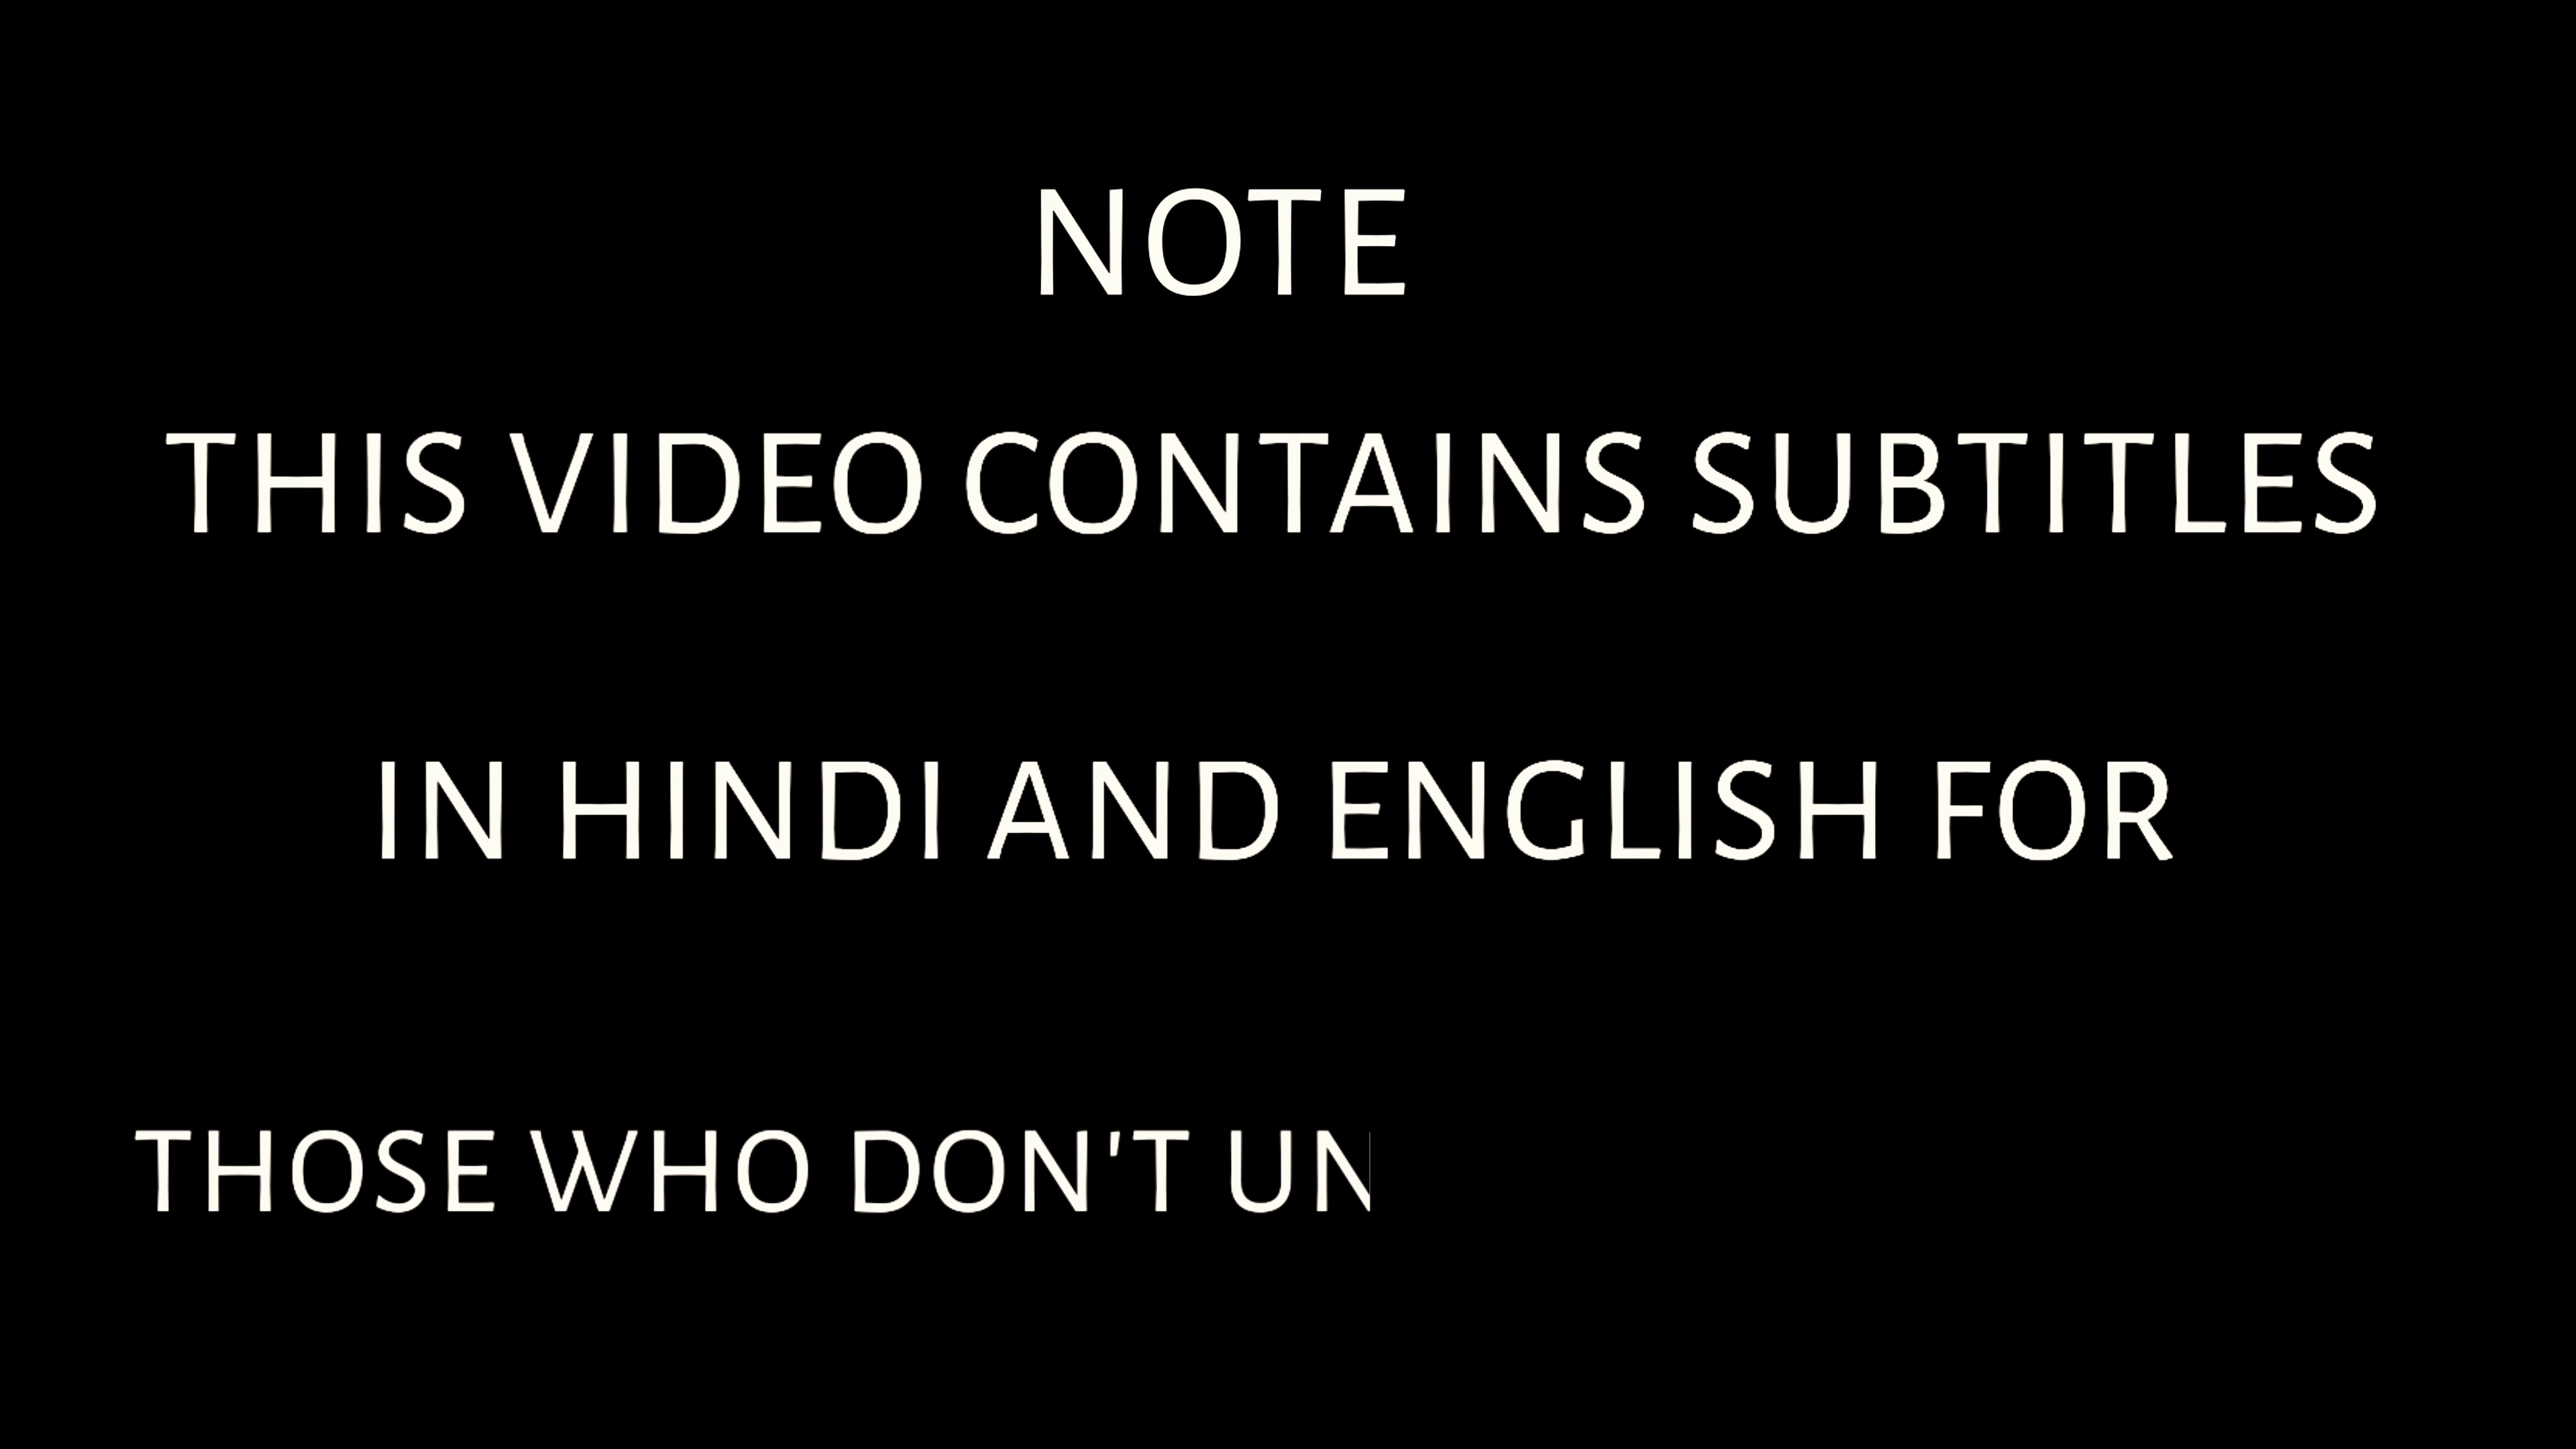 NOTE
THIS VIDEO CONTAINS SUBTITLES
IN HINDI AND ENGLISH FOR
THOSE WHO DON'T UN